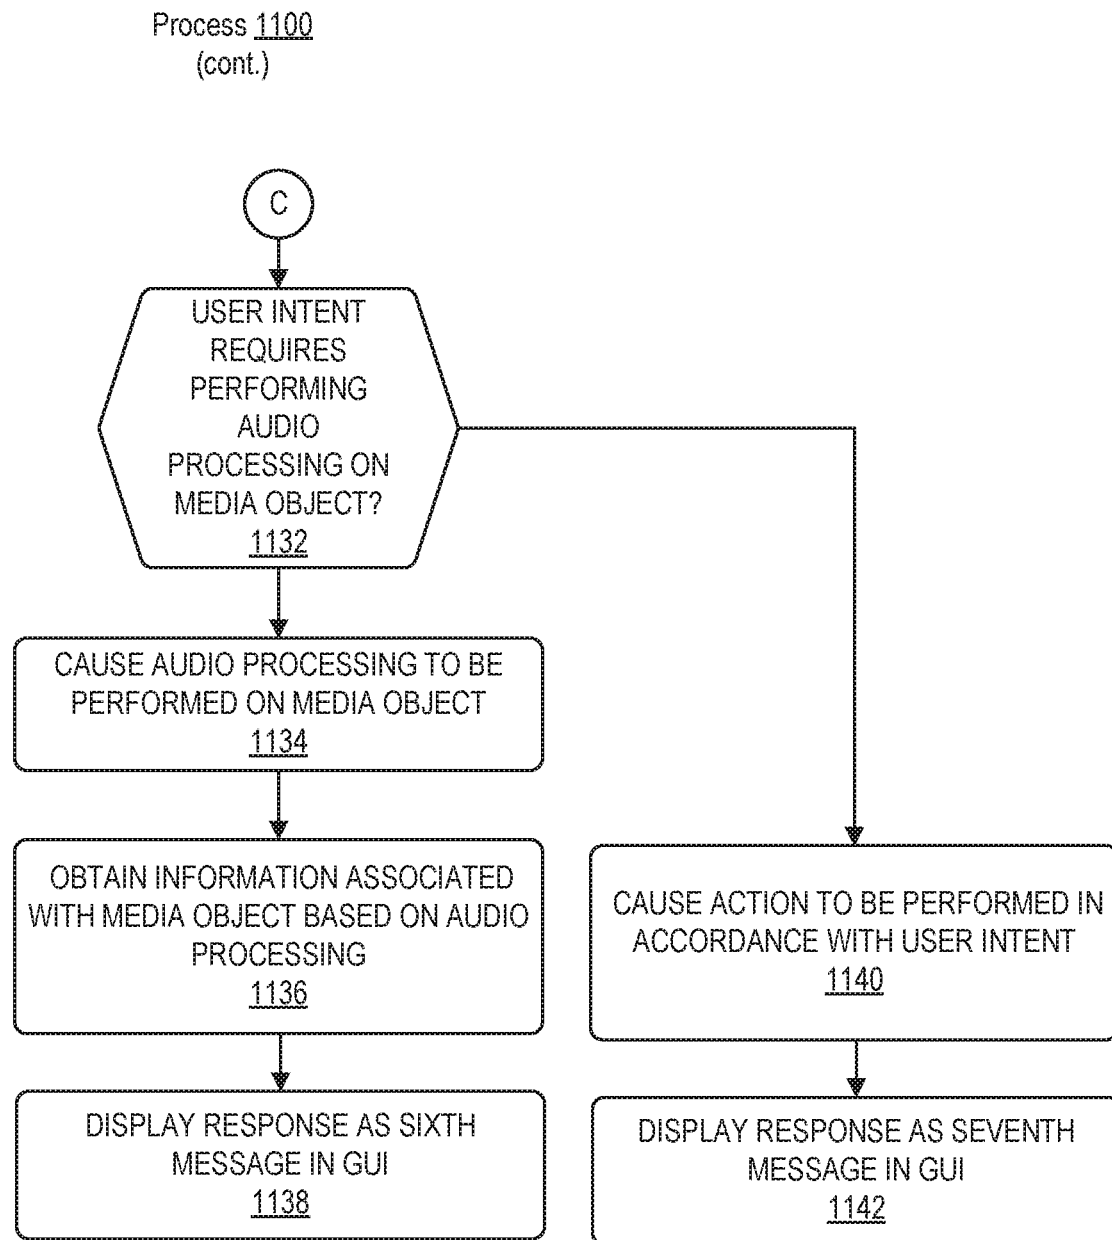 Process 1100
(cont.)
C
USER INTENT
REQUIRES
PERFORMING
AUDIO
PROCESSING ON
MEDIA OBJECT?
1132
CAUSE AUDIO PROCESSING TO BE
PERFORMED ON MEDIA OBJECT
1134
OBTAIN INFORMATION ASSOCIATED
WITH MEDIA OBJECT BASED ON AUDIO
PROCESSING
1136
DISPLAY RESPONSE AS SIXTH
MESSAGE IN GUI
1138
CAUSE ACTION TO BE PERFORMED IN
ACCORDANCE WITH USER INTENT
1140
DISPLAY RESPONSE AS SEVENTH
MESSAGE IN GUI
1142